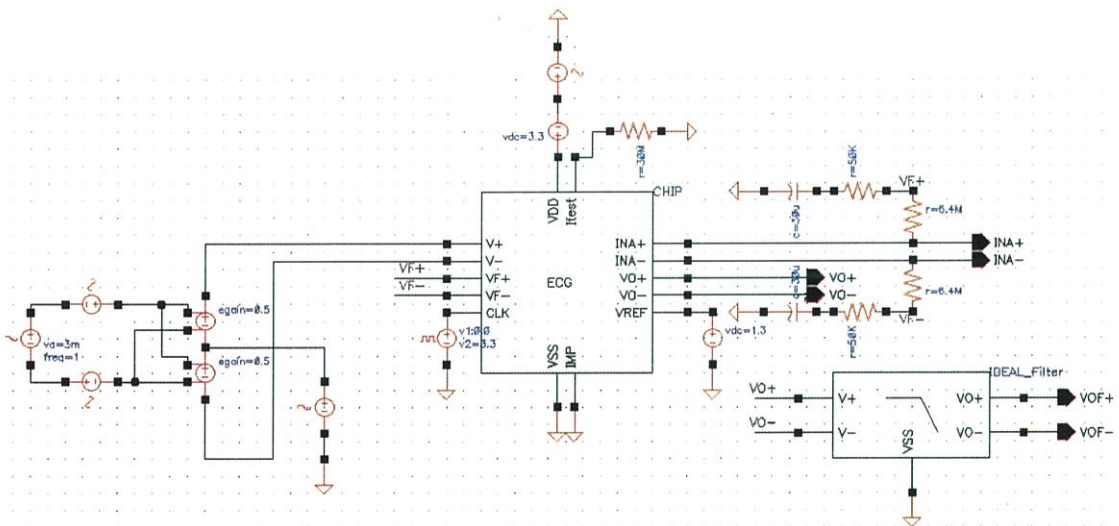 vdc=3.3
r=30M
CHIP
VDD
Itest
V+
V-
VF+
VF-
CLK
ECG
INA+
INA-
VO+
VO-
VREF
VSS
IMP
VF+
VF-
v1:0.0
v2=3.3
egain=0.5
egain=0.5
va=3m
freq=1
c=30u
r=50K
VF+
r=6.4M
INA+
INA-
VO+
VO-
c=30u
r=6.4M
vdc=1.3
r=50K
VF-
IDEAL_Filter
VO+
VO-
V+
V-
VSS
VO+
VO-
VOF+
VOF-